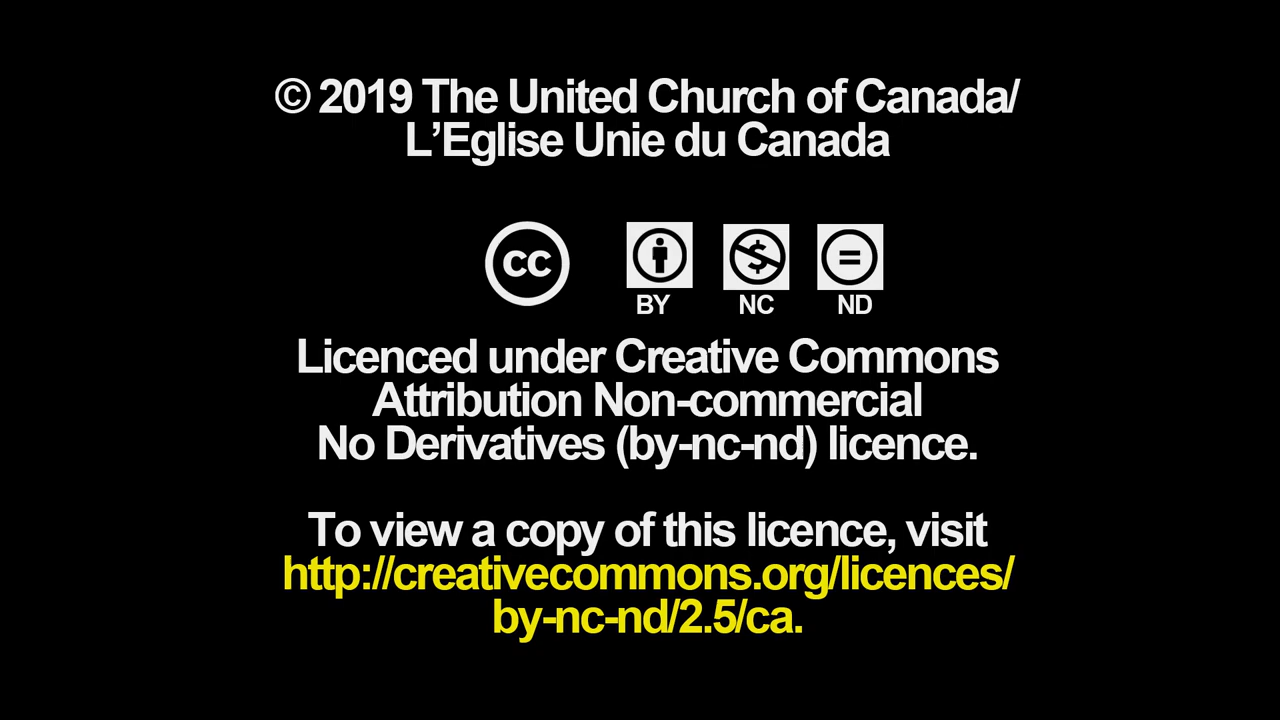 © 2019 The United Church of Canada/
L’Eglise Unie du Canada
cc
BY NC ND
Licenced under Creative Commons
Attribution Non-commercial
No Derivatives (by-nc-nd) licence.
To view a copy of this licence, visit
http://creativecommons.org/licences/
by-nc-nd/2.5/ca.